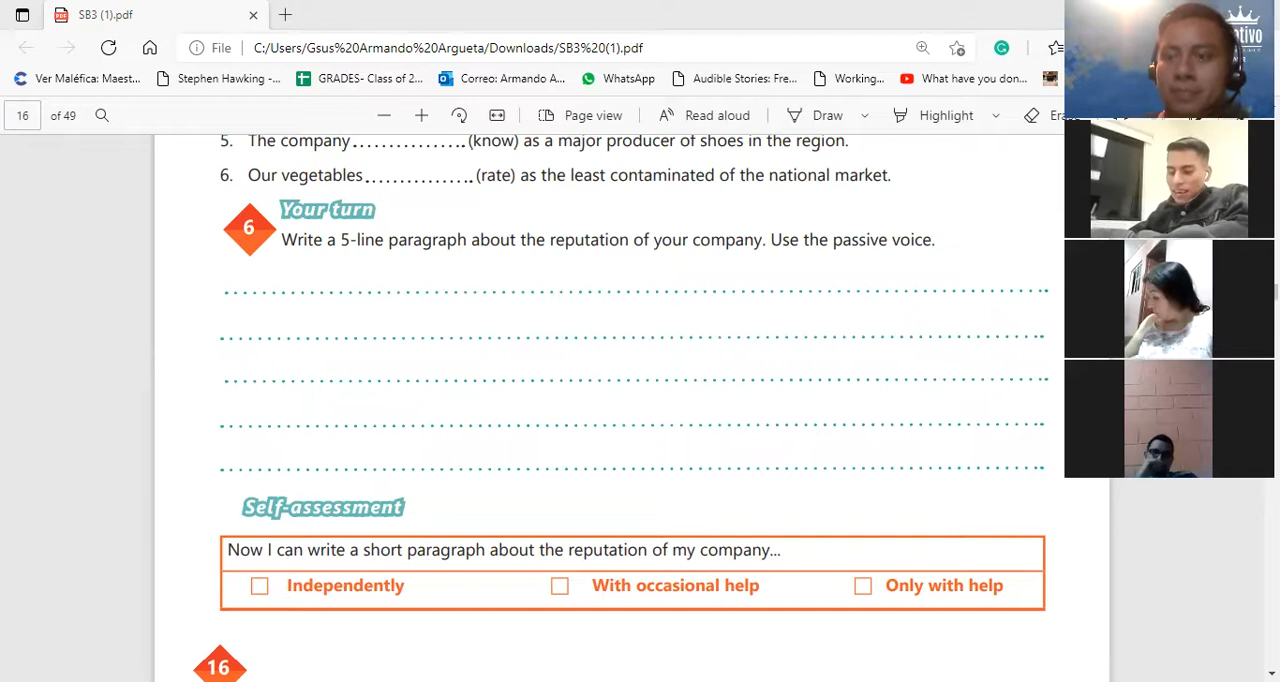 SB3 (1).pdf
File C:/Users/Gsus%20Armando%20Argueta/Downloads/SB3%20(1).pdf
Ver Maléfica: Maest... Stephen Hawking -... GRADES- Class of 2... Correo: Armando A... WhatsApp Audible Stories: Fre... Working... What have you don...
16 of 49 Page view Read aloud Draw Highlight
5. The company ................ (know) as a major producer of shoes in the region.
6. Our vegetables ................ (rate) as the least contaminated of the national market.
Your turn
6
Write a 5-line paragraph about the reputation of your company. Use the passive voice.
Self-assessment
Now I can write a short paragraph about the reputation of my company...
Independently With occasional help Only with help
16